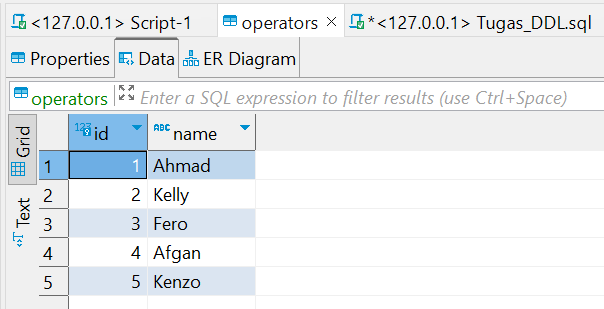 <127.0.0.1> Script-1 operators *<127.0.0.1> Tugas_DDL.sql
Properties Data ER Diagram
operators Enter a SQL expression to filter results (use Ctrl+Space)
Grid
Text
123 id ABC name
1 1 Ahmad
2 2 Kelly
3 3 Fero
4 4 Afgan
5 5 Kenzo